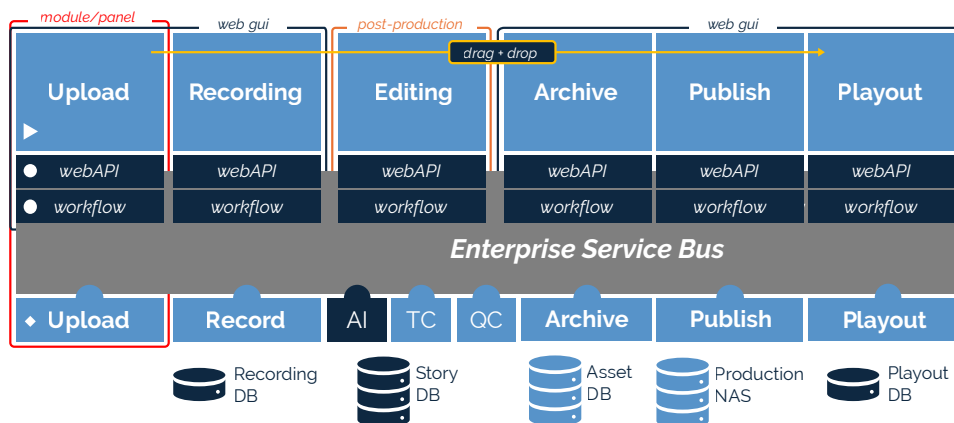 module/panel
web gui
post-production
web gui
drag + drop
Upload
Recording
Editing
Archive
Publish
Playout
webAPI
webAPI
webAPI
webAPI
webAPI
webAPI
workflow
workflow
workflow
workflow
workflow
workflow
Enterprise Service Bus
Upload
Record
AI
TC
QC
Archive
Publish
Playout
Recording
DB
Story
DB
Asset
DB
Production
NAS
Playout
DB